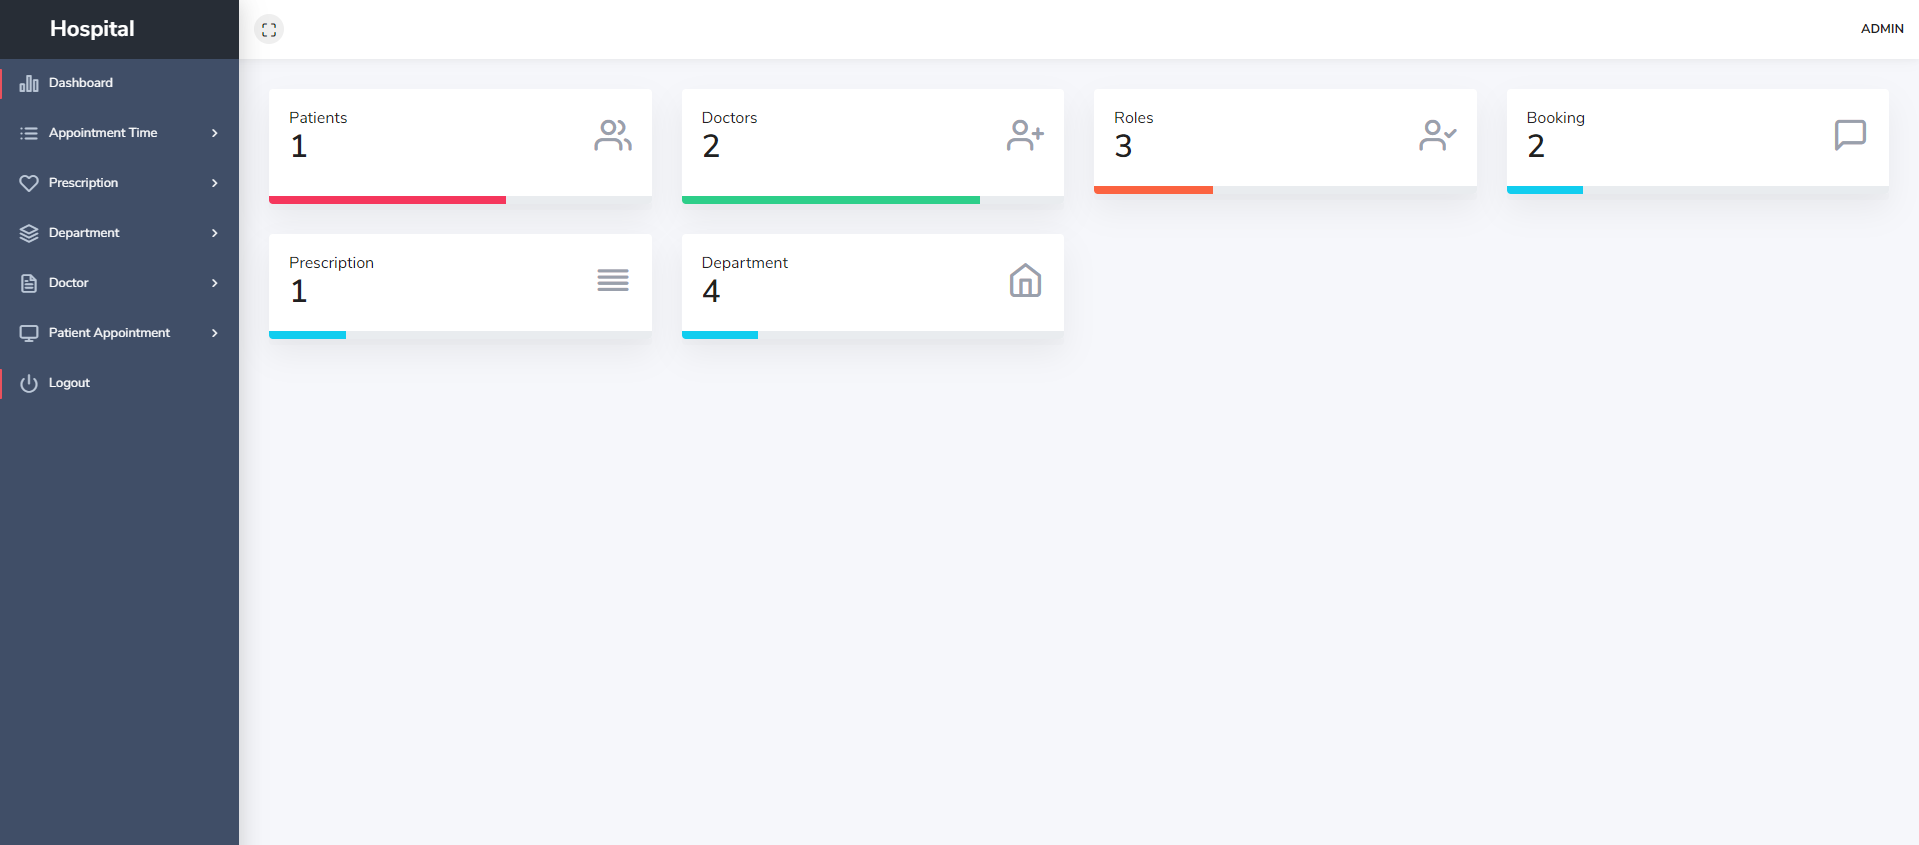 Hospital
ADMIN
Dashboard
Appointment Time
Prescription
Department
Doctor
Patient Appointment
Logout
Patients
1
Doctors
2
Roles
3
Booking
2
Prescription
1
Department
4